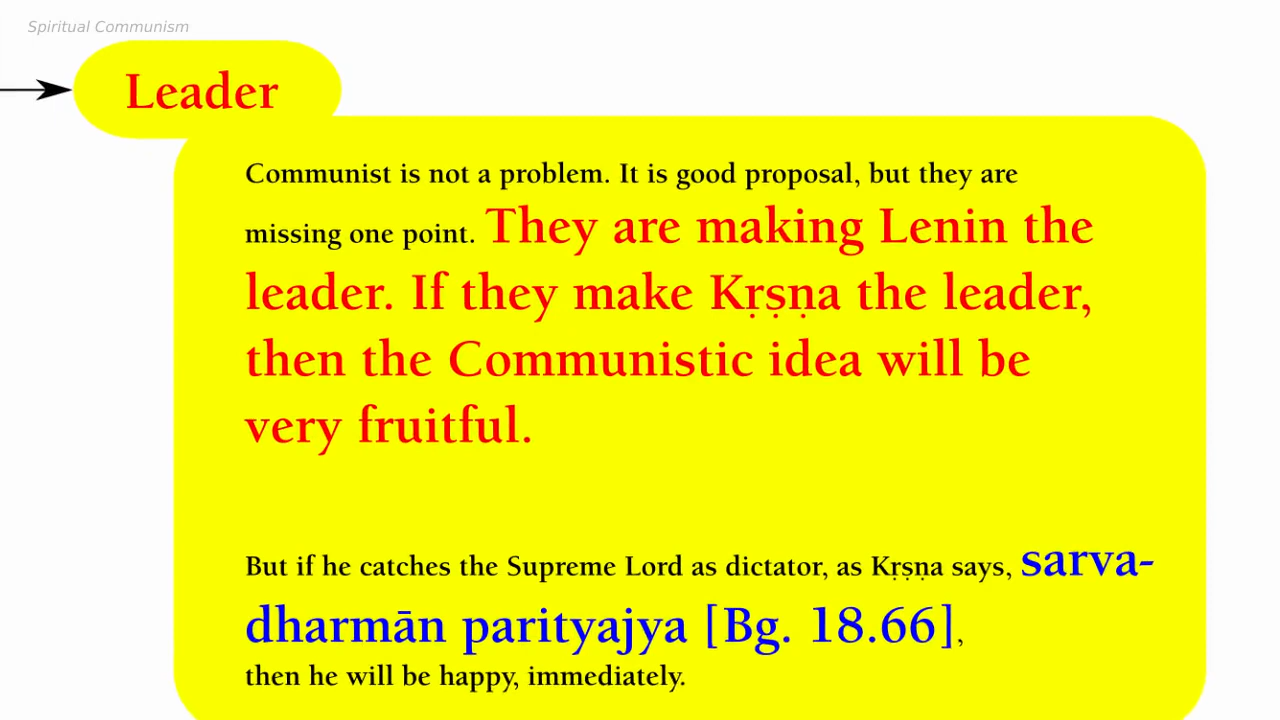 Spiritual Communism
Leader
Communist is not a problem. It is good proposal, but they are
missing one point. They are making Lenin the
leader. If they make Kṛṣṇa the leader,
then the Communistic idea will be
very fruitful.
But if he catches the Supreme Lord as dictator, as Kṛṣṇa says, sarva-
dharmān parityajya [Bg. 18.66],
then he will be happy, immediately.